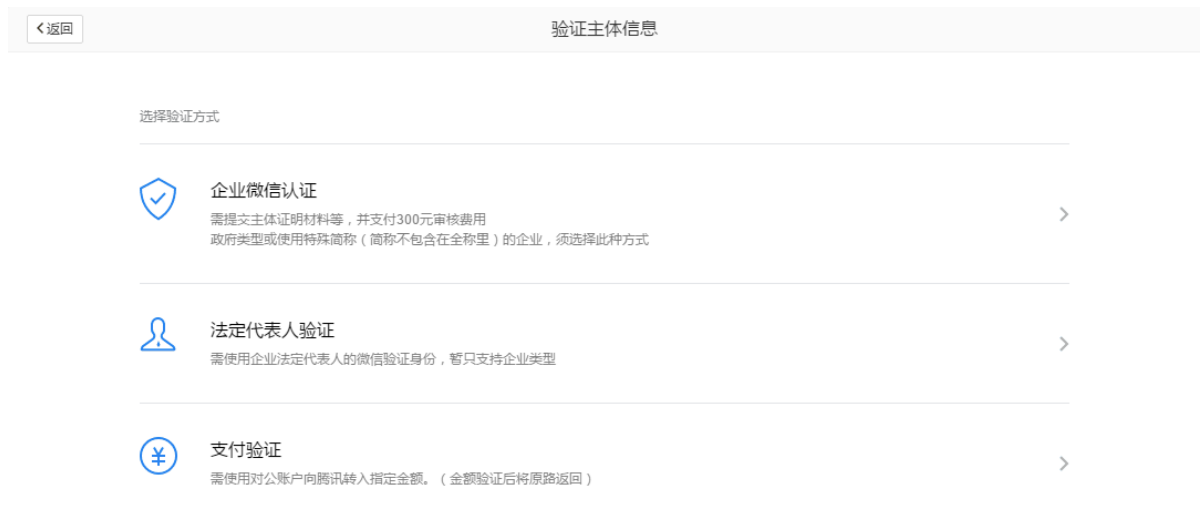 返回
验证主体信息
选择验证方式
企业微信认证
需提交主体证明材料等，并支付300元审核费用
政府类型或使用特殊简称（简称不包含在全称里）的企业，须选择此种方式
法定代表人验证
需使用企业法定代表人的微信验证身份，暂只支持企业类型
支付验证
需使用对公账户向腾讯转入指定金额。（金额验证后将原路返回）